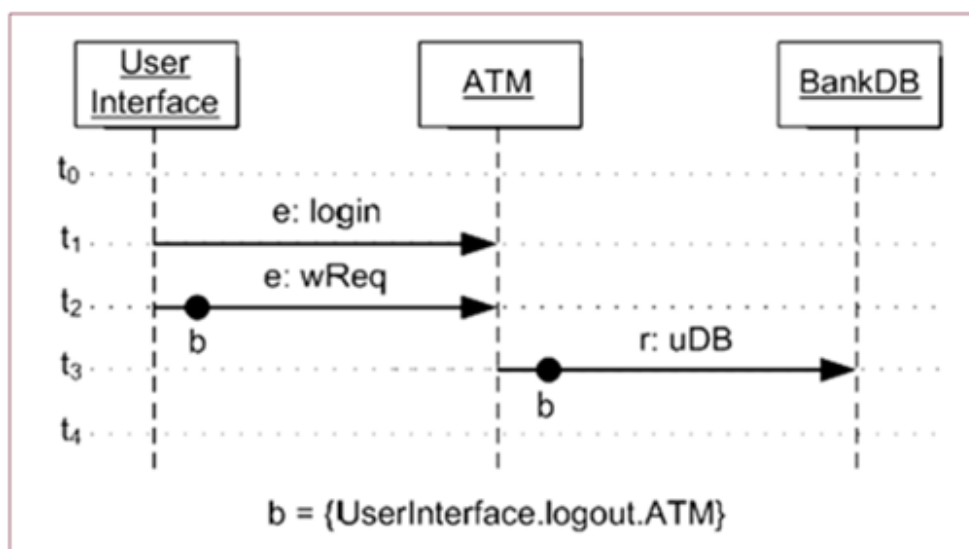 User
Interface
ATM
BankDB
t0
e: login
t1
e: wReq
t2
b
r: uDB
t3
b
t4
b = {UserInterface.logout.ATM}